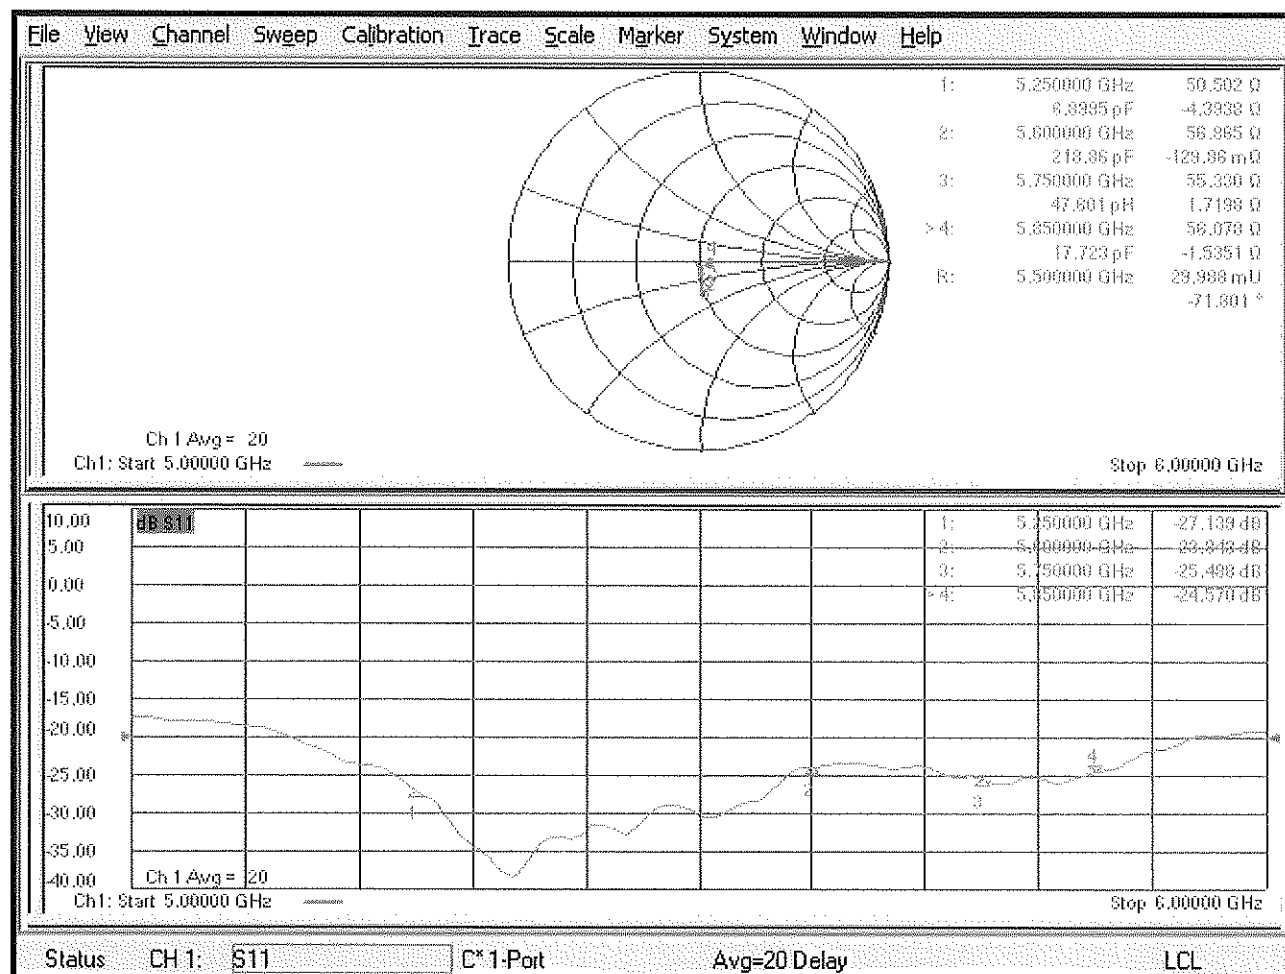 File View Channel Sweep Calibration Trace Scale Marker System Window Help
1: 5.250000 GHz 50.502 Ω
6.8995 pF -4.3938 Ω
2: 5.600000 GHz 56.865 Ω
218.86 pF -129.86 mΩ
3: 5.750000 GHz 55.330 Ω
47.601 pH 1.7198 Ω
> 4: 5.850000 GHz 56.078 Ω
17.723 pF -1.5351 Ω
R: 5.500000 GHz 29.988 mU
-71.801 °
Ch 1 Avg = 20
Ch1: Start 5.00000 GHz Stop 6.00000 GHz
10.00 dB S11 1: 5.250000 GHz -27.139 dB
5.00 2: 5.600000 GHz -23.843 dB
0.00 3: 5.750000 GHz -25.488 dB
> 4: 5.850000 GHz -24.570 dB
-5.00
-10.00
-15.00
-20.00
-25.00
-30.00
-35.00
-40.00
4
1
2
3
Ch 1 Avg = 20
Ch1: Start 5.00000 GHz Stop 6.00000 GHz
Status CH 1: S11 C* 1-Port Avg=20 Delay LCL